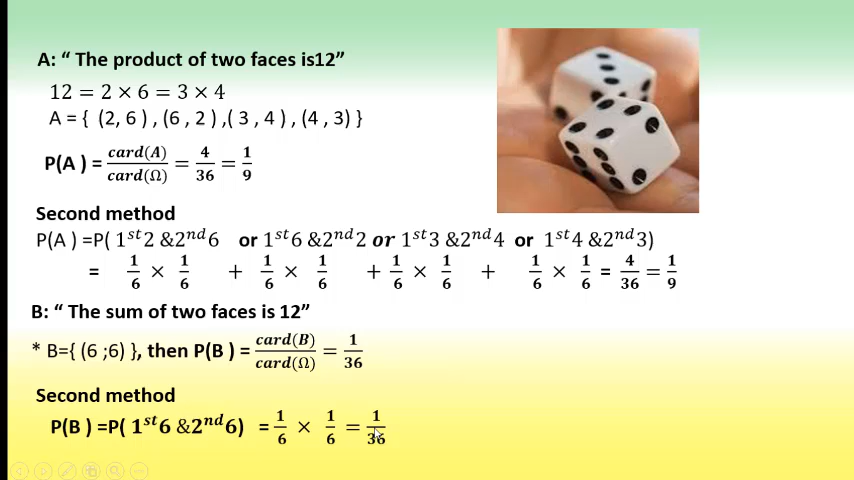 A: “ The product of two faces is12”
12 = 2 × 6 = 3 × 4
A = { (2, 6 ) , (6 , 2 ) ,( 3 , 4 ) , (4 , 3) }
P(A ) = card(A)/card(Ω) = 4/36 = 1/9
Second method
P(A ) =P( 1ˢᵗ2 &2ⁿᵈ6 or 1ˢᵗ6 &2ⁿᵈ2 or 1ˢᵗ3 &2ⁿᵈ4 or 1ˢᵗ4 &2ⁿᵈ3)
= 1/6 × 1/6 + 1/6 × 1/6 + 1/6 × 1/6 + 1/6 × 1/6 = 4/36 = 1/9
B: “ The sum of two faces is 12”
* B={ (6 ;6) }, then P(B ) = card(B)/card(Ω) = 1/36
Second method
P(B ) =P( 1ˢᵗ6 &2ⁿᵈ6) = 1/6 × 1/6 = 1/36